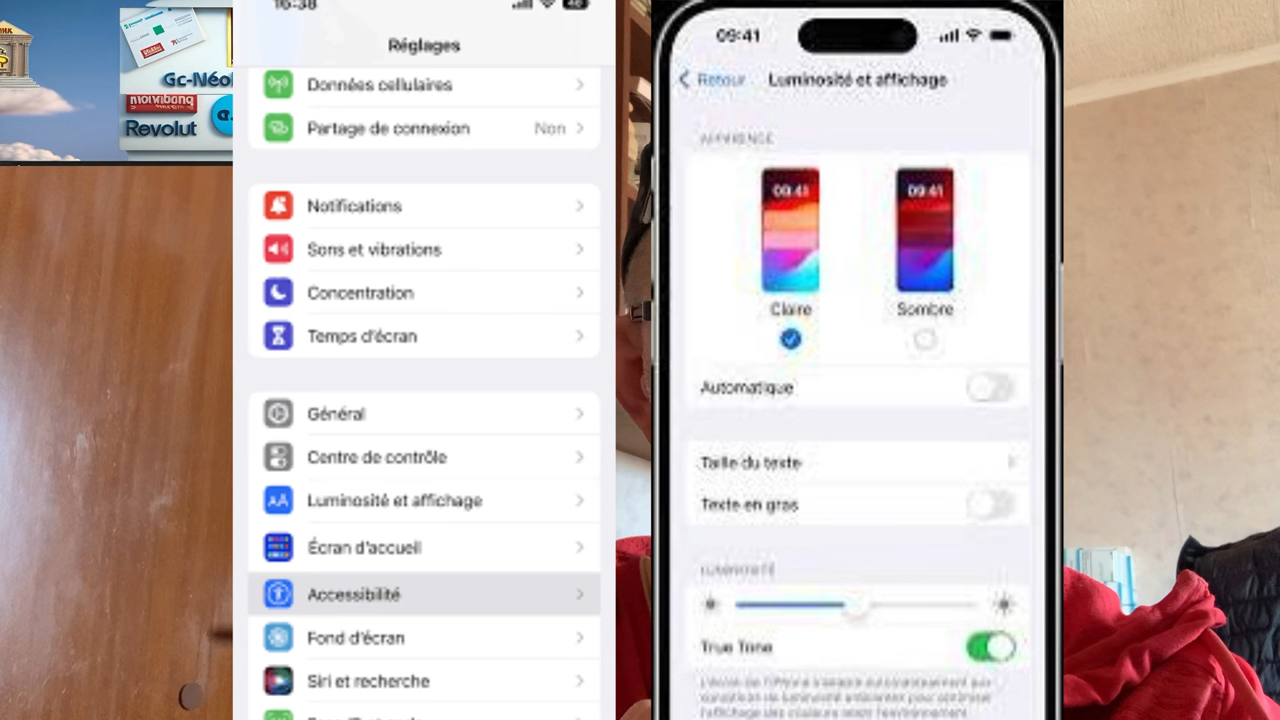 Gc-Néo
Revolut
16:38
Réglages
Données cellulaires
Partage de connexion Non
Notifications
Sons et vibrations
Concentration
Temps d'écran
Général
Centre de contrôle
Luminosité et affichage
Écran d'accueil
Accessibilité
Fond d'écran
Siri et recherche
09:41
Retour Luminosité et affichage
APPARENCE
09:41 09:41
Claire Sombre
Automatique
Taille du texte
Texte en gras
LUMINOSITÉ
True Tone